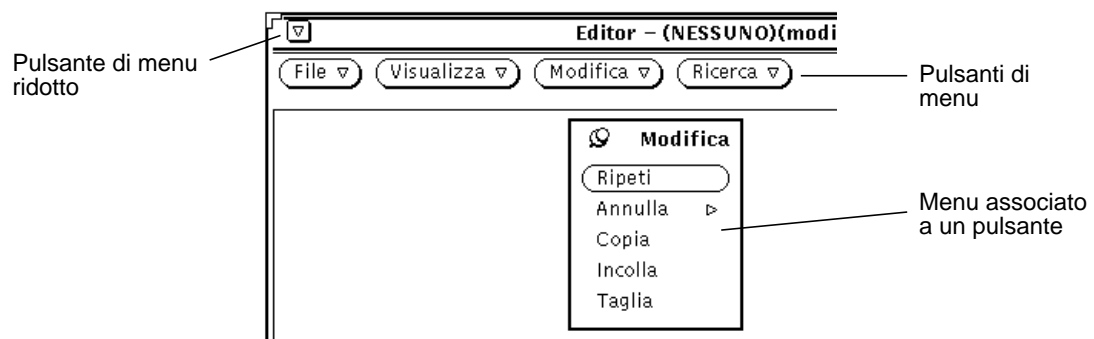 Editor – (NESSUNO)(modi
Pulsante di menu
ridotto
File Visualizza Modifica Ricerca
Pulsanti di
menu
Modifica
Ripeti
Annulla
Copia
Incolla
Taglia
Menu associato
a un pulsante